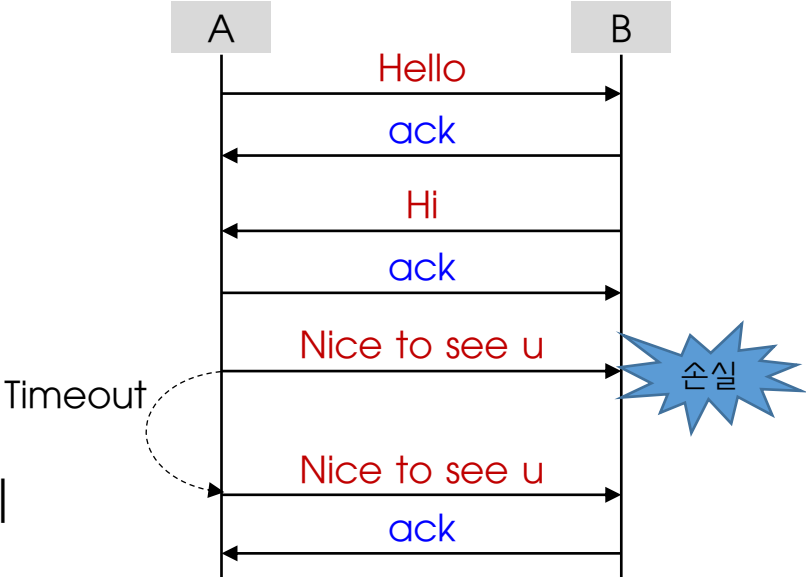 A
B
Hello
ack
Hi
ack
Nice to see u
손실
Timeout
Nice to see u
ack